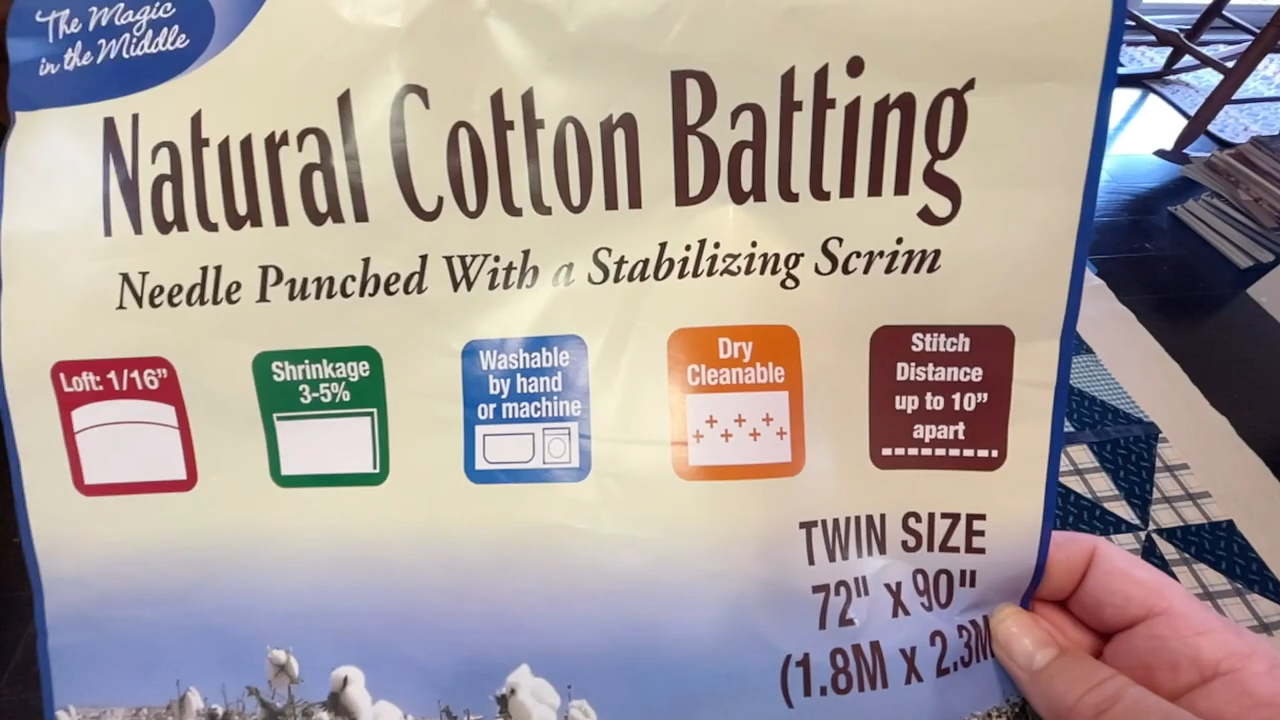 The Magic
in the Middle
Natural Cotton Batting
Needle Punched With a Stabilizing Scrim
Loft: 1/16”
Shrinkage
3-5%
Washable
by hand
or machine
Dry
Cleanable
Stitch
Distance
up to 10”
apart
TWIN SIZE
72" x 90"
(1.8M x 2.3M